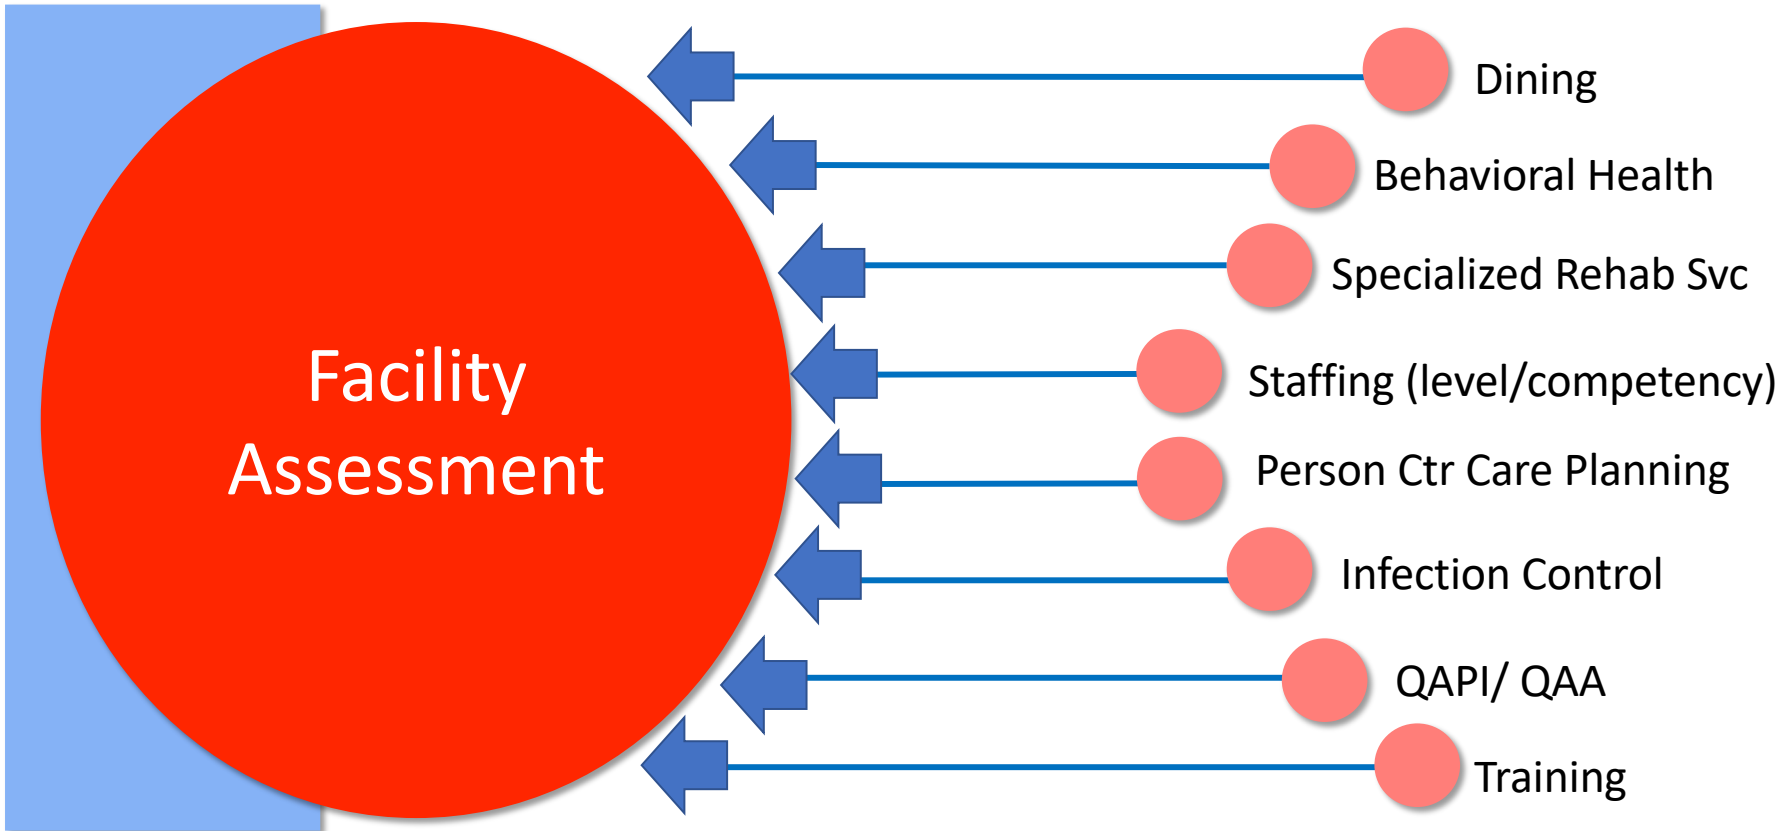 Facility
Assessment
Dining
Behavioral Health
Specialized Rehab Svc
Staffing (level/competency)
Person Ctr Care Planning
Infection Control
QAPI/ QAA
Training